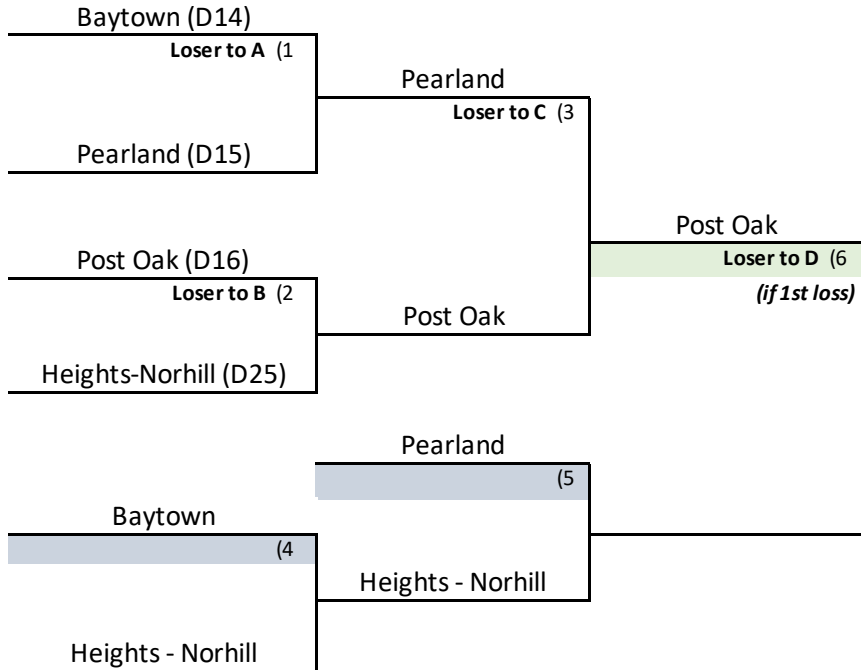 Baytown (D14)
Loser to A (1
Pearland
Loser to C (3
Pearland (D15)
Post Oak
Loser to D (6
(if 1st loss)
Post Oak (D16)
Loser to B (2
Post Oak
Heights-Norhill (D25)
Pearland
(5
Baytown
(4
Heights - Norhill
Heights - Norhill